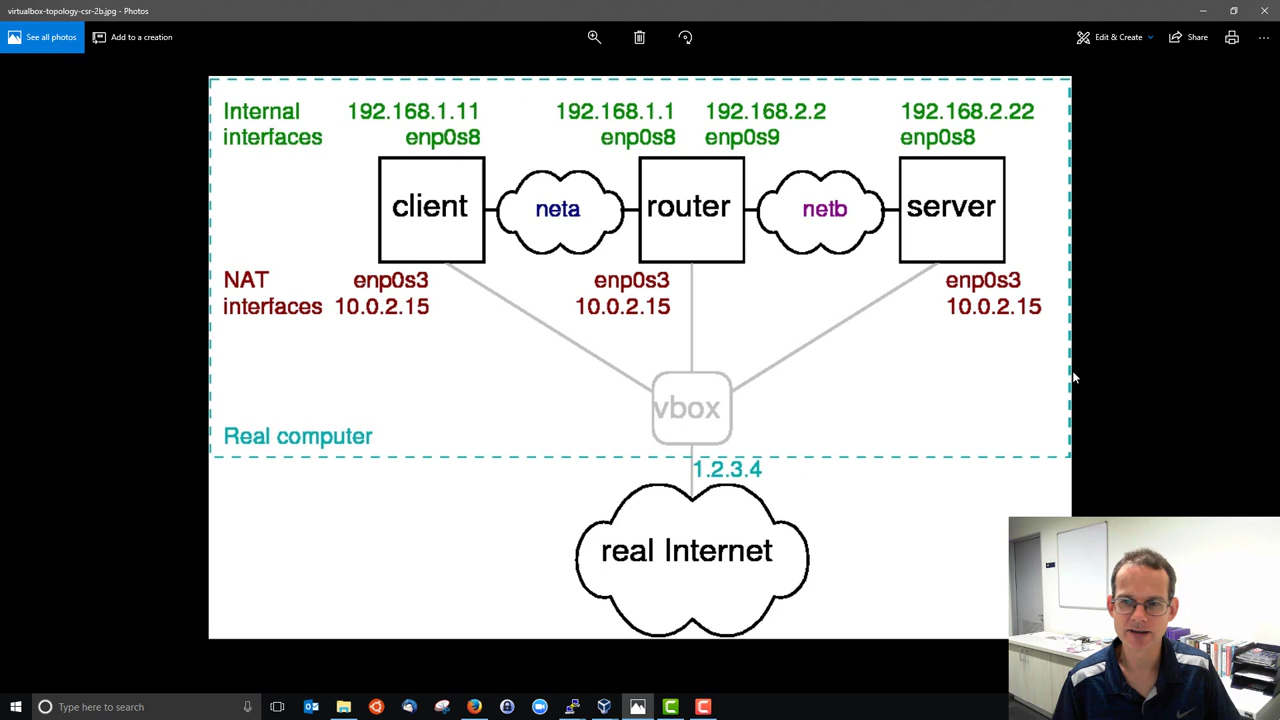 virtualbox-topology-csr-2b.jpg - Photos
See all photos
Add to a creation
Edit & Create
Share
Internal interfaces
192.168.1.11
enp0s8
192.168.1.1
enp0s8
192.168.2.2
enp0s9
192.168.2.22
enp0s8
client
neta
router
netb
server
NAT
interfaces
enp0s3
10.0.2.15
enp0s3
10.0.2.15
enp0s3
10.0.2.15
vbox
Real computer
1.2.3.4
real Internet
Type here to search